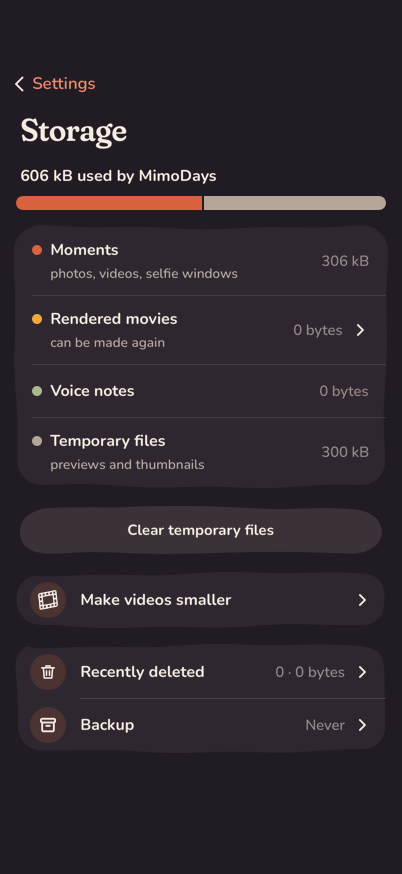 Settings
Storage
606 kB used by MimoDays
Moments
photos, videos, selfie windows
306 kB
Rendered movies
can be made again
0 bytes
Voice notes
0 bytes
Temporary files
previews and thumbnails
300 kB
Clear temporary files
Make videos smaller
Recently deleted
0 · 0 bytes
Backup
Never